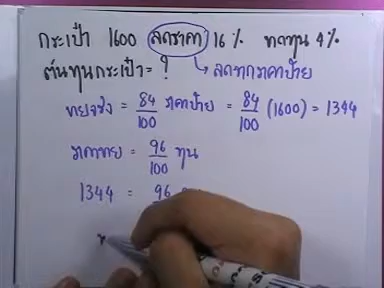 กระเป๋า 1600 ลดราคา 16% ขาดทุน 4%
ต้นทุนกระเป๋า = ? ↳ ลดจากราคาป้าย
ขายจริง = 84/100 ราคาป้าย = 84/100 (1600) = 1344
ราคาขาย = 96/100 ทุน
1344 = 96